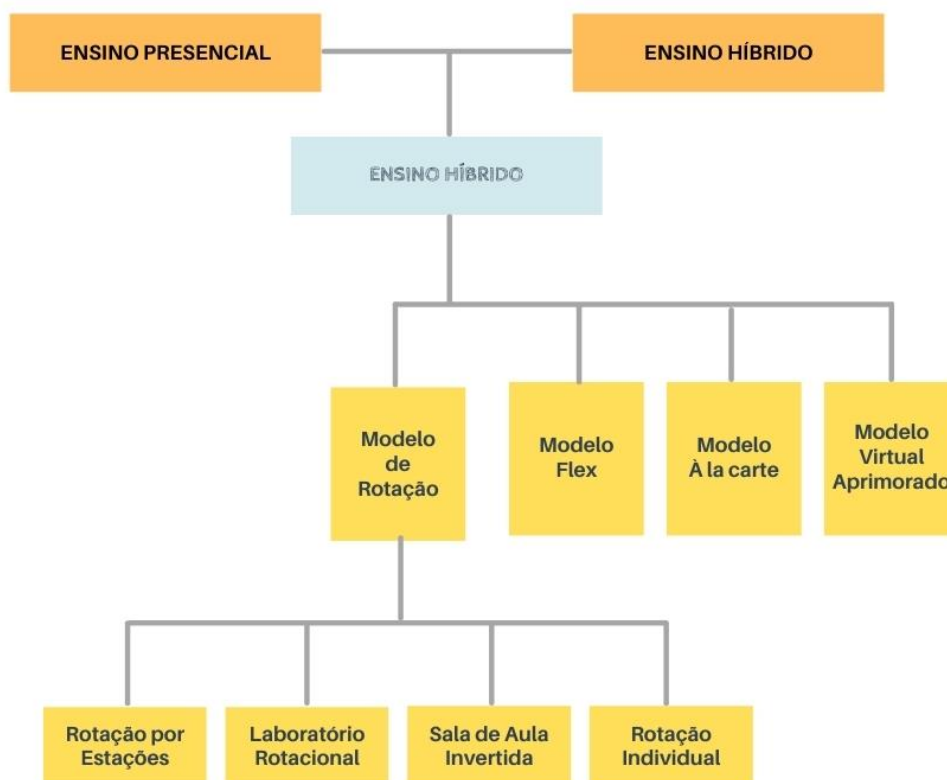 ENSINO PRESENCIAL
ENSINO HÍBRIDO
ENSINO HÍBRIDO
Modelo
de
Rotação
Modelo
Flex
Modelo
À la carte
Modelo
Virtual
Aprimorado
Rotação por
Estações
Laboratório
Rotacional
Sala de Aula
Invertida
Rotação
Individual